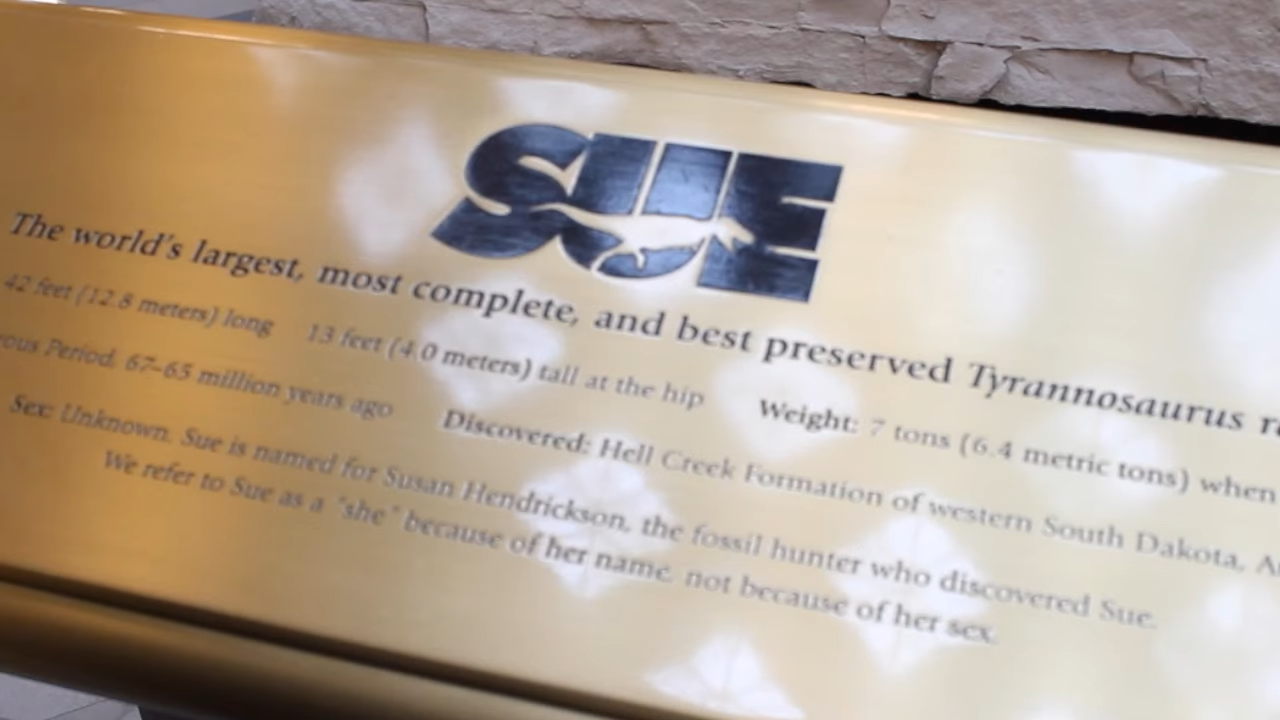 SUE
The world's largest, most complete, and best preserved Tyrannosaurus
42 feet (12.8 meters) long 13 feet (4.0 meters) tall at the hip Weight: 7 tons (6.4 metric tons) when
Period, 67–65 million years ago Discovered: Hell Creek Formation of western South Dakota,
Sex: Unknown. Sue is named for Susan Hendrickson, the fossil hunter who discovered Sue.
We refer to Sue as a "she" because of her name, not because of her sex.